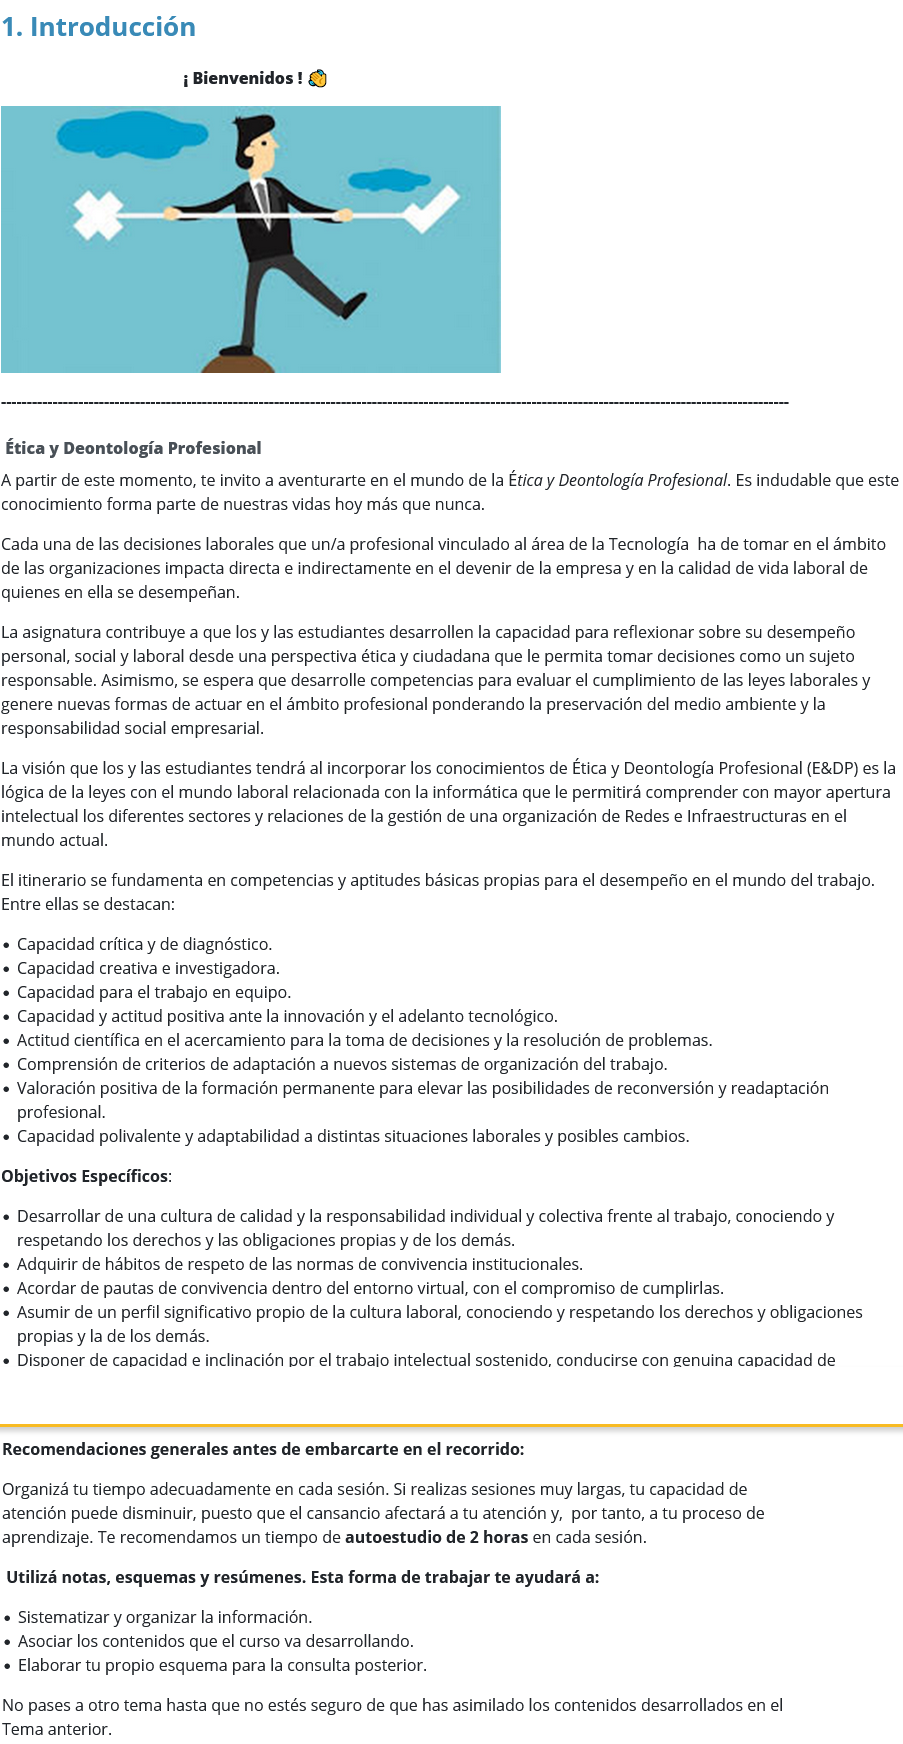 1. Introducción
¡ Bienvenidos ! 👏
------------------------------------------------------------------------------------------------------------------------------------------------------------
Ética y Deontología Profesional
A partir de este momento, te invito a aventurarte en el mundo de la Ética y Deontología Profesional. Es indudable que este
conocimiento forma parte de nuestras vidas hoy más que nunca.
Cada una de las decisiones laborales que un/a profesional vinculado al área de la Tecnología  ha de tomar en el ámbito
de las organizaciones impacta directa e indirectamente en el devenir de la empresa y en la calidad de vida laboral de
quienes en ella se desempeñan.
La asignatura contribuye a que los y las estudiantes desarrollen la capacidad para reflexionar sobre su desempeño
personal, social y laboral desde una perspectiva ética y ciudadana que le permita tomar decisiones como un sujeto
responsable. Asimismo, se espera que desarrolle competencias para evaluar el cumplimiento de las leyes laborales y
genere nuevas formas de actuar en el ámbito profesional ponderando la preservación del medio ambiente y la
responsabilidad social empresarial.
La visión que los y las estudiantes tendrá al incorporar los conocimientos de Ética y Deontología Profesional (E&DP) es la
lógica de la leyes con el mundo laboral relacionada con la informática que le permitirá comprender con mayor apertura
intelectual los diferentes sectores y relaciones de la gestión de una organización de Redes e Infraestructuras en el
mundo actual.
El itinerario se fundamenta en competencias y aptitudes básicas propias para el desempeño en el mundo del trabajo.
Entre ellas se destacan:
• Capacidad crítica y de diagnóstico.
• Capacidad creativa e investigadora.
• Capacidad para el trabajo en equipo.
• Capacidad y actitud positiva ante la innovación y el adelanto tecnológico.
• Actitud científica en el acercamiento para la toma de decisiones y la resolución de problemas.
• Comprensión de criterios de adaptación a nuevos sistemas de organización del trabajo.
• Valoración positiva de la formación permanente para elevar las posibilidades de reconversión y readaptación
profesional.
• Capacidad polivalente y adaptabilidad a distintas situaciones laborales y posibles cambios.
Objetivos Específicos:
• Desarrollar de una cultura de calidad y la responsabilidad individual y colectiva frente al trabajo, conociendo y
respetando los derechos y las obligaciones propias y de los demás.
• Adquirir de hábitos de respeto de las normas de convivencia institucionales.
• Acordar de pautas de convivencia dentro del entorno virtual, con el compromiso de cumplirlas.
• Asumir de un perfil significativo propio de la cultura laboral, conociendo y respetando los derechos y obligaciones
propias y la de los demás.
• Disponer de capacidad e inclinación por el trabajo intelectual sostenido, conducirse con genuina capacidad de
Recomendaciones generales antes de embarcarte en el recorrido:
Organizá tu tiempo adecuadamente en cada sesión. Si realizas sesiones muy largas, tu capacidad de
atención puede disminuir, puesto que el cansancio afectará a tu atención y,  por tanto, a tu proceso de
aprendizaje. Te recomendamos un tiempo de autoestudio de 2 horas en cada sesión.
Utilizá notas, esquemas y resúmenes. Esta forma de trabajar te ayudará a:
• Sistematizar y organizar la información.
• Asociar los contenidos que el curso va desarrollando.
• Elaborar tu propio esquema para la consulta posterior.
No pases a otro tema hasta que no estés seguro de que has asimilado los contenidos desarrollados en el
Tema anterior.